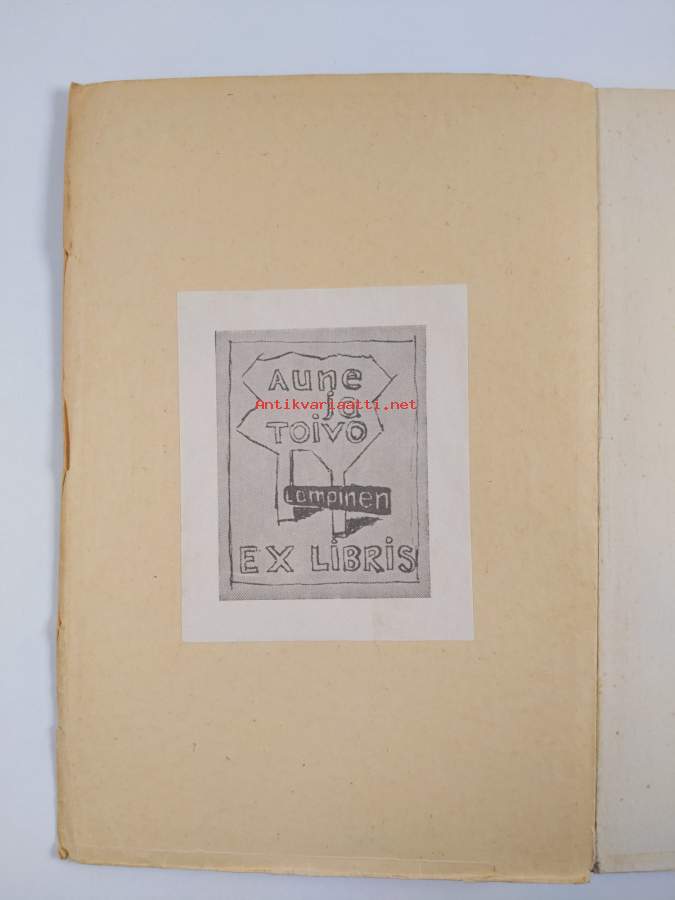 Aune
ja
Antikvariaatti.net
TOIVO
Lampinen
EX LIBRIS